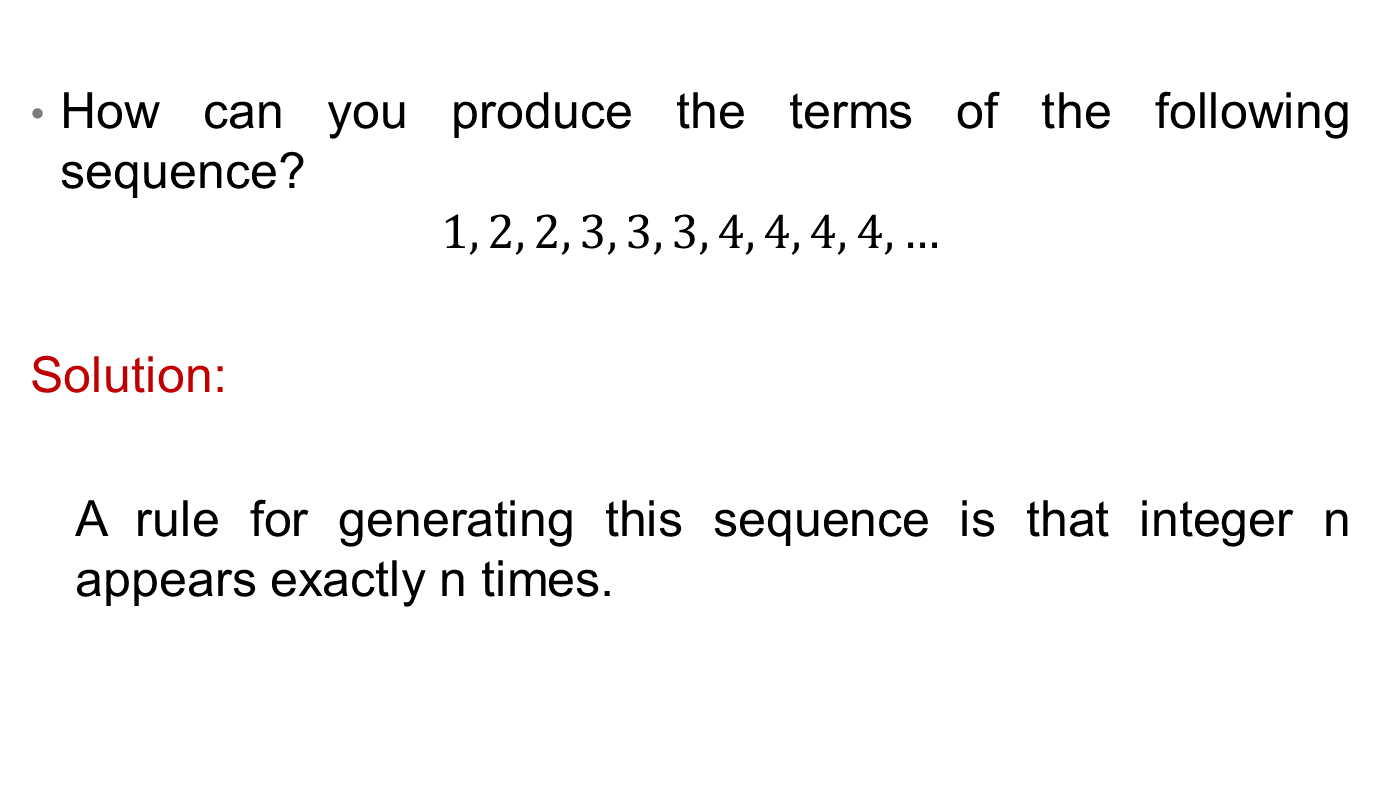 • How can you produce the terms of the following
sequence?
1, 2, 2, 3, 3, 3, 4, 4, 4, 4, …
Solution:
A rule for generating this sequence is that integer n
appears exactly n times.